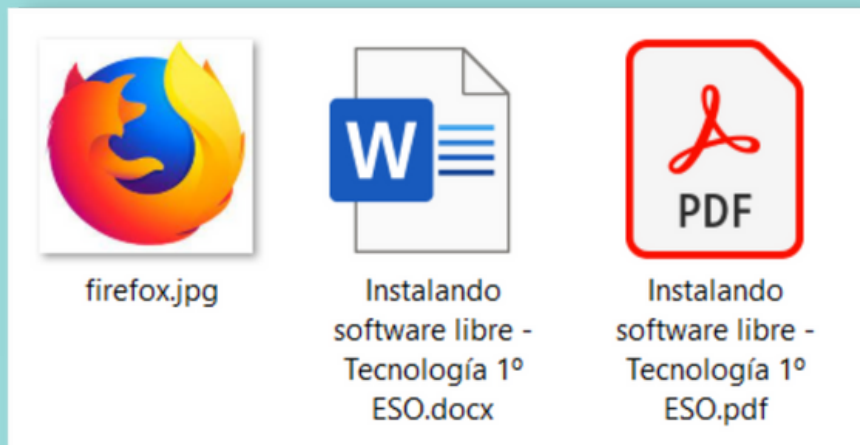 firefox.jpg
W
Instalando
software libre -
Tecnología 1º
ESO.docx
PDF
Instalando
software libre -
Tecnología 1º
ESO.pdf